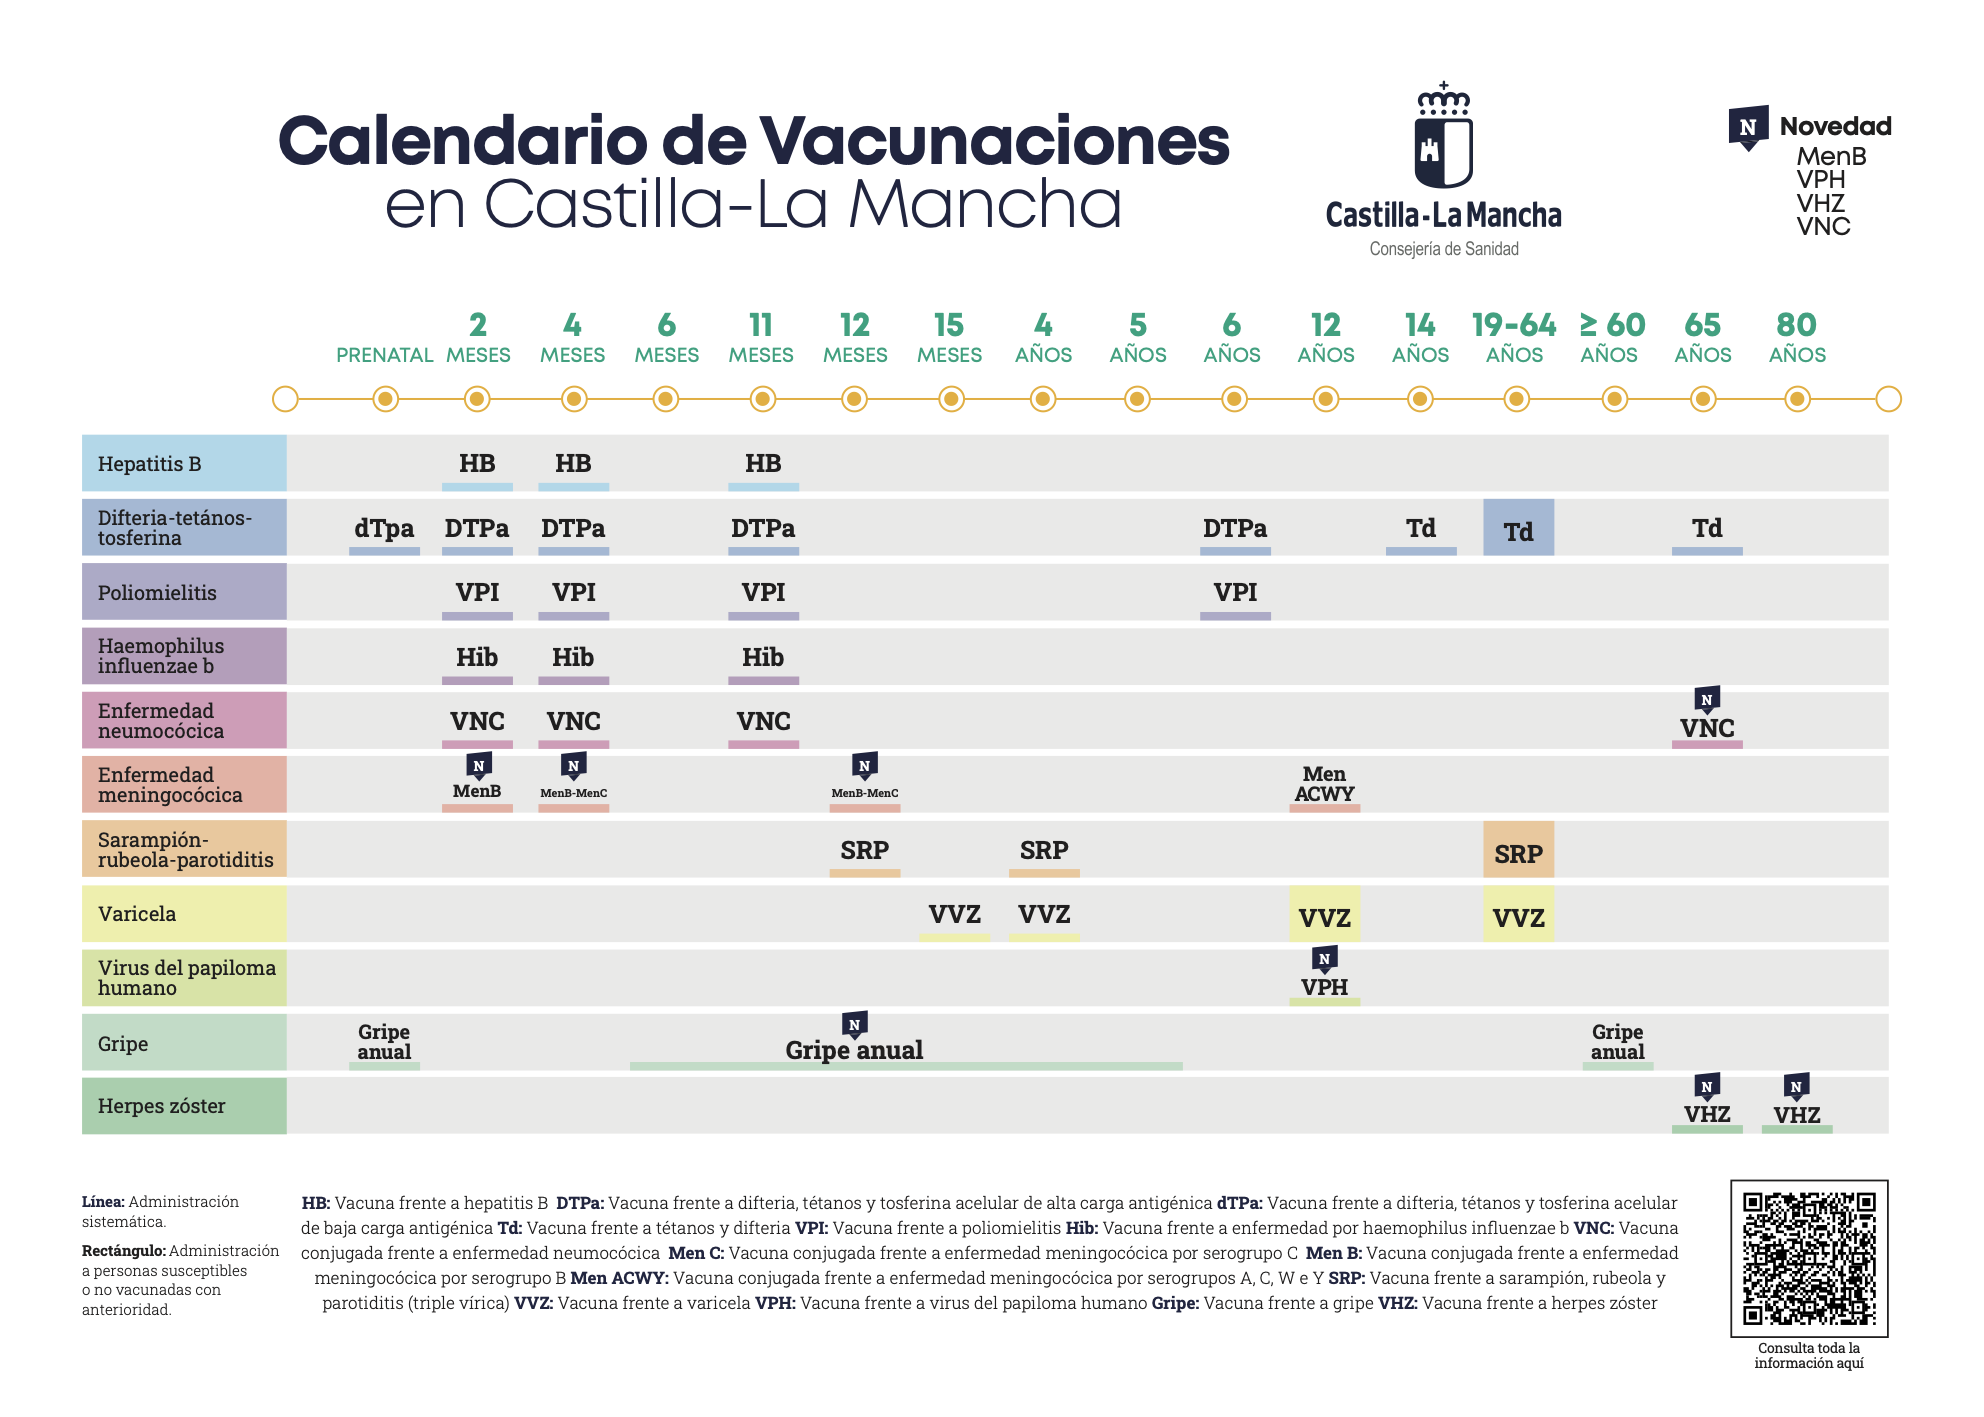 Calendario de Vacunaciones
en Castilla-La Mancha
Castilla-La Mancha
Consejería de Sanidad
N Novedad
MenB
VPH
VHZ
VNC
2 4 6 11 12 15 4 5 6 12 14 19-64 ≥ 60 65 80
PRENATAL MESES MESES MESES MESES MESES MESES AÑOS AÑOS AÑOS AÑOS AÑOS AÑOS AÑOS AÑOS AÑOS
Hepatitis B HB HB HB
Difteria-tetános-
tosferina
dTpa DTPa DTPa DTPa DTPa Td Td Td
Poliomielitis VPI VPI VPI VPI
Haemophilus
influenzae b
Hib Hib Hib
Enfermedad
neumocócica
N
VNC VNC VNC VNC
Enfermedad
meningocócica
N N N
MenB MenB-MenC MenB-MenC
Men
ACWY
Sarampión-
rubeola-parotiditis
SRP SRP SRP
Varicela VVZ VVZ VVZ VVZ
Virus del papiloma
humano
N
VPH
Gripe
Gripe
anual
N
Gripe anual
Gripe
anual
Herpes zóster
N N
VHZ VHZ
Línea: Administración
sistemática.
Rectángulo: Administración
a personas susceptibles
o no vacunadas con
anterioridad.
HB: Vacuna frente a hepatitis B DTPa: Vacuna frente a difteria, tétanos y tosferina acelular de alta carga antigénica dTPa: Vacuna frente a difteria, tétanos y tosferina acelular
de baja carga antigénica Td: Vacuna frente a tétanos y difteria VPI: Vacuna frente a poliomielitis Hib: Vacuna frente a enfermedad por haemophilus influenzae b VNC: Vacuna
conjugada frente a enfermedad neumocócica Men C: Vacuna conjugada frente a enfermedad meningocócica por serogrupo C Men B: Vacuna conjugada frente a enfermedad
meningocócica por serogrupo B Men ACWY: Vacuna conjugada frente a enfermedad meningocócica por serogrupos A, C, W e Y SRP: Vacuna frente a sarampión, rubeola y
parotiditis (triple vírica) VVZ: Vacuna frente a varicela VPH: Vacuna frente a virus del papiloma humano Gripe: Vacuna frente a gripe VHZ: Vacuna frente a herpes zóster
Consulta toda la
información aquí